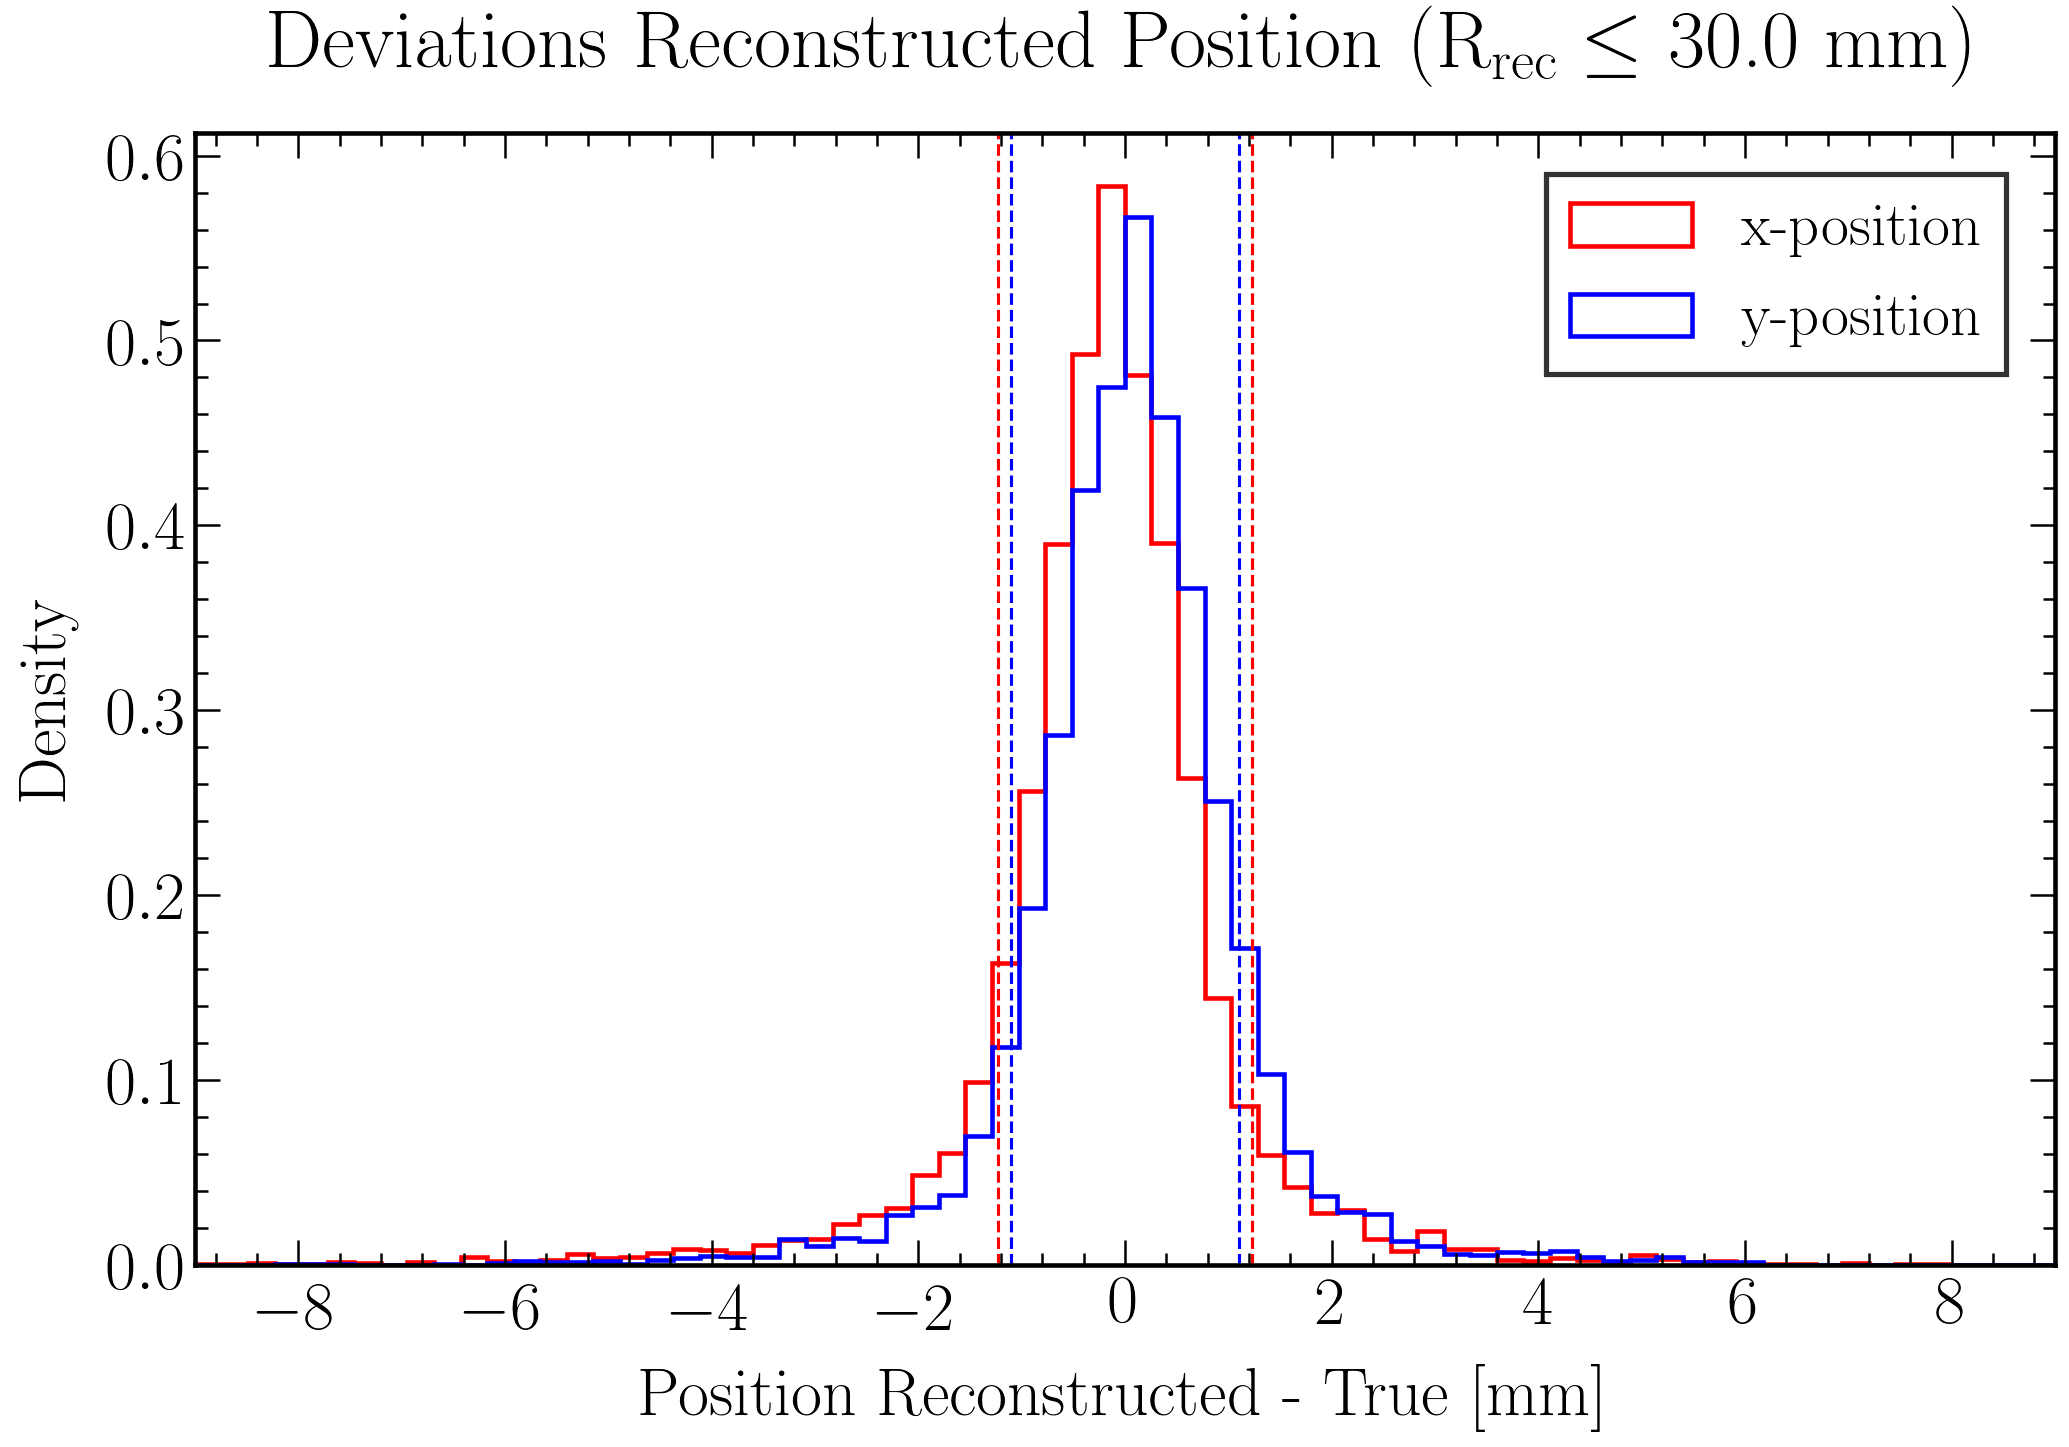 Deviations Reconstructed Position (R_rec ≤ 30.0 mm)
0.6
x-position
y-position
0.5
0.4
0.3
0.2
0.1
0.0
Density
−8 −6 −4 −2 0 2 4 6 8
Position Reconstructed - True [mm]